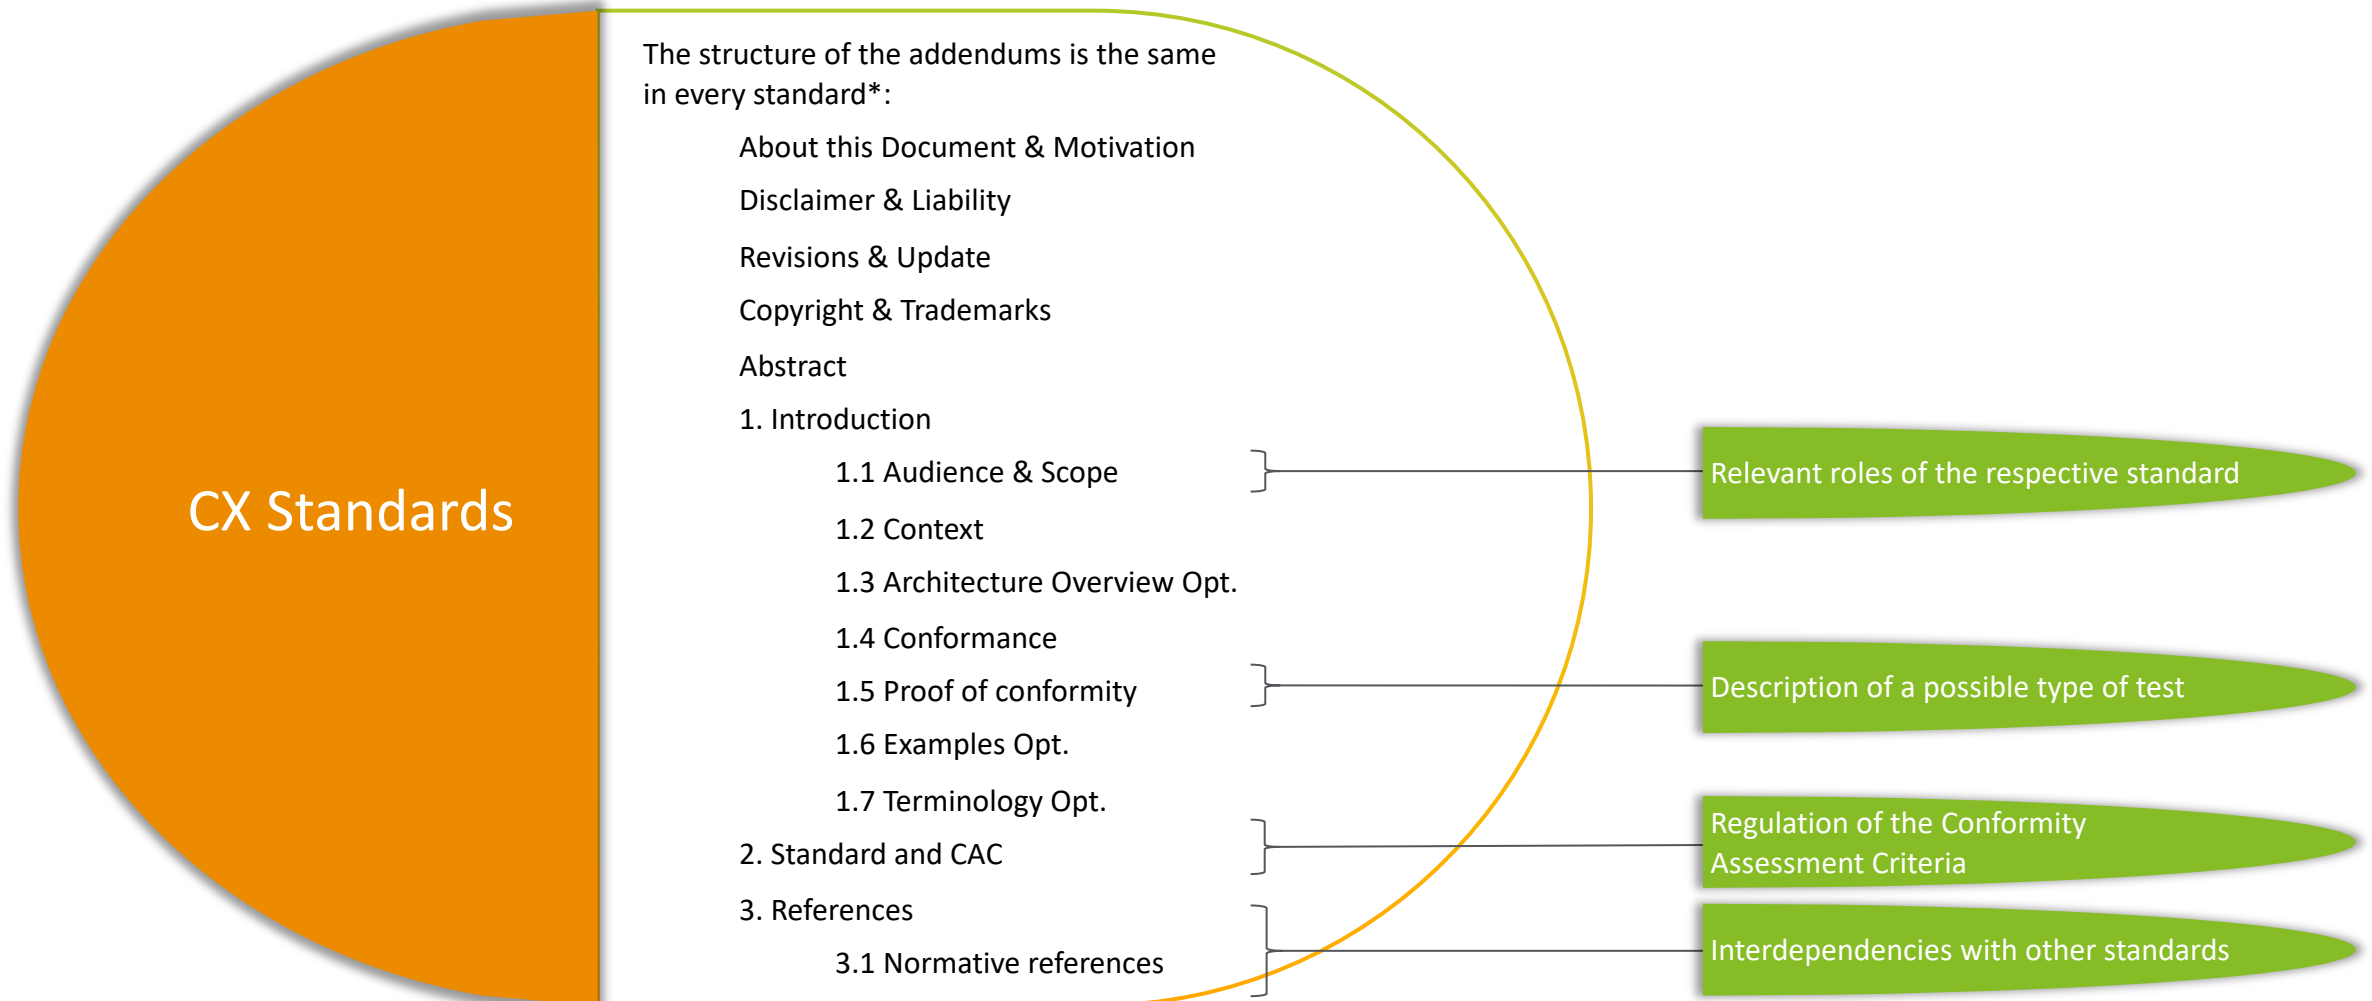 CX Standards
The structure of the addendums is the same
in every standard*:
About this Document & Motivation
Disclaimer & Liability
Revisions & Update
Copyright & Trademarks
Abstract
1. Introduction
1.1 Audience & Scope
1.2 Context
1.3 Architecture Overview Opt.
1.4 Conformance
1.5 Proof of conformity
1.6 Examples Opt.
1.7 Terminology Opt.
2. Standard and CAC
3. References
3.1 Normative references
Relevant roles of the respective standard
Description of a possible type of test
Regulation of the Conformity
Assessment Criteria
Interdependencies with other standards